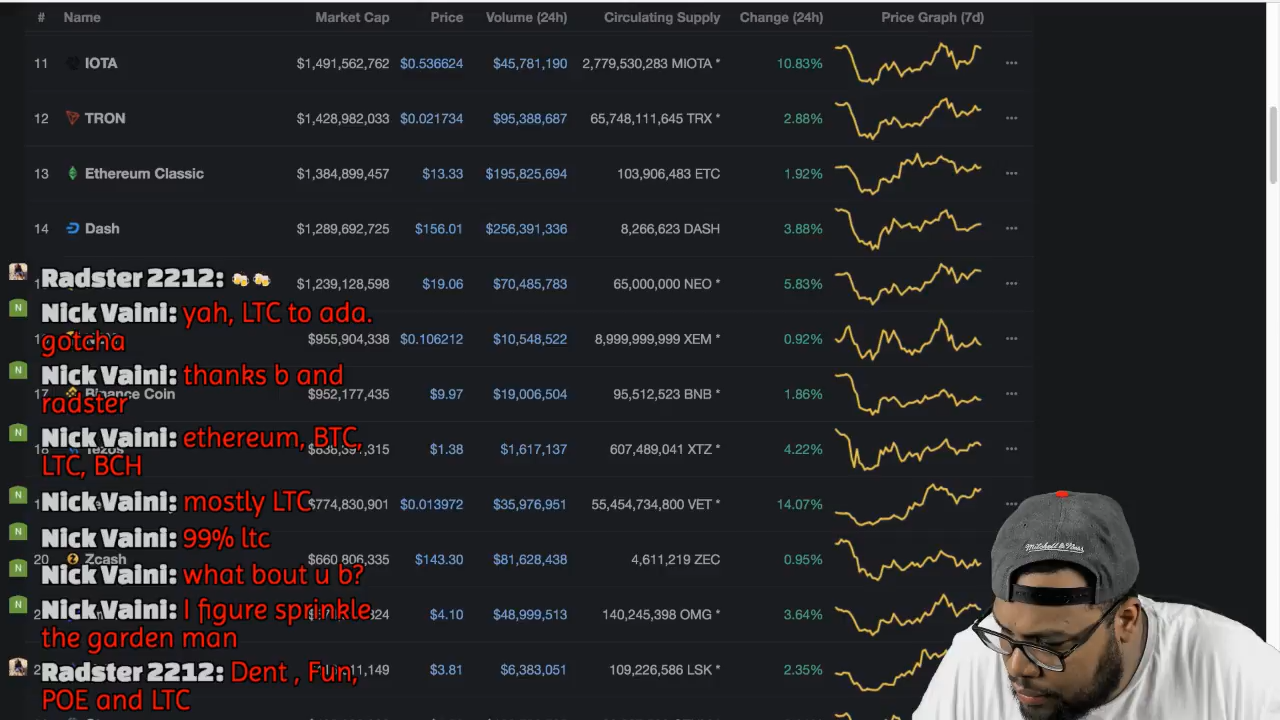 # Name Market Cap Price Volume (24h) Circulating Supply Change (24h) Price Graph (7d)
11 IOTA $1,491,562,762 $0.536624 $45,781,190 2,779,530,283 MIOTA * 10.83%
12 TRON $1,428,982,033 $0.021734 $95,388,687 65,748,111,645 TRX * 2.88%
13 Ethereum Classic $1,384,899,457 $13.33 $195,825,694 103,906,483 ETC 1.92%
14 Dash $1,289,692,725 $156.01 $256,391,336 8,266,623 DASH 3.88%
Radster 2212: 🍻🍻
$1,239,128,598 $19.06 $70,485,783 65,000,000 NEO * 5.83%
N Nick Vaini: yah, LTC to ada.
gotcha
$955,904,338 $0.106212 $10,548,522 8,999,999,999 XEM * 0.92%
N Nick Vaini: thanks b and
radster
17 Binance Coin $952,177,435 $9.97 $19,006,504 95,512,523 BNB * 1.86%
N Nick Vaini: ethereum, BTC,
LTC, BCH
18 Tezos $1.38 $1,617,137 607,489,041 XTZ * 4.22%
N Nick Vaini: mostly LTC
$774,830,901 $0.013972 $35,976,951 55,454,734,800 VET * 14.07%
N Nick Vaini: 99% ltc
20 Zcash $660,806,335 $143.30 $81,628,438 4,611,219 ZEC 0.95%
N Nick Vaini: what bout u b?
N Nick Vaini: I figure sprinkle
the garden man
$4.10 $48,999,513 140,245,398 OMG * 3.64%
Radster 2212: Dent , Fun,
POE and LTC
$3.81 $6,383,051 109,226,586 LSK * 2.35%
Mitchell & Ness